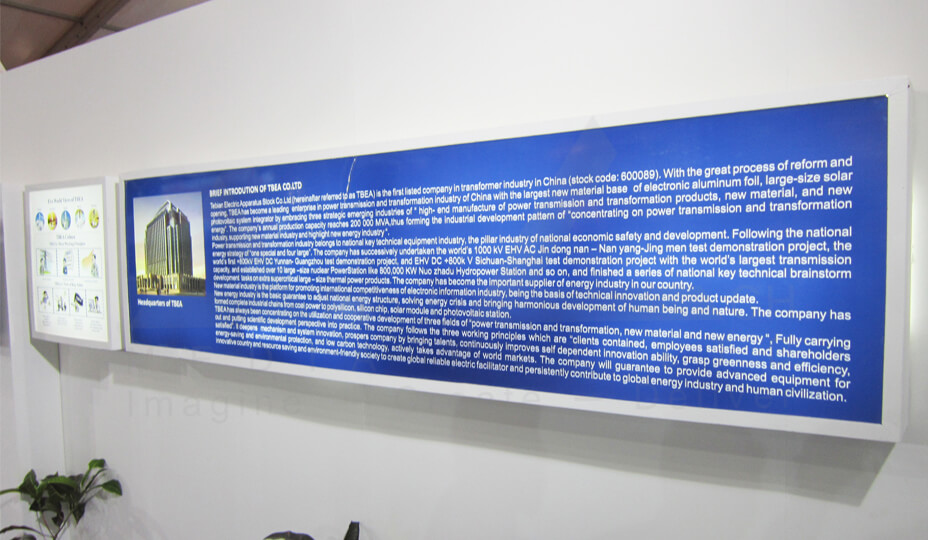 BRIEF INTRODUTION OF TBEA CO.LTD
Tebian Electric Apparatus Stock Co.Ltd (hereinafter referred to as TBEA) is the first listed company in transformer industry in China (stock code: 600089). With the great process of reform and
opening, TBEA has become a leading enterprise in power transmission and transformation industry of China with the largest new material base of electronic aluminum foil, large-size solar
photovoltaic system integrator by embracing three strategic emerging industries of " high- end manufacture of power transmission and transformation products, new material, and new
energy". The company's annual production capacity reaches 200 000 MVA,thus forming the industrial development pattern of "concentrating on power transmission and transformation
industry, supporting new material industry and highlight new energy industry".
Power transmission and transformation industry belongs to national key technical equipment industry, the pillar industry of national economic safety and development. Following the national
energy strategy of "one special and four large", The company has successively undertaken the world's 1000 kV EHV AC Jin dong nan – Nan yang-Jing men test demonstration project, the
world's first +800kV EHV DC Yunnan- Guangzhou test demonstration project, and EHV DC +800k V Sichuan-Shanghai test demonstration project with the world's largest transmission
capacity, and established over 10 large -size nuclear PowerStation like 800,000 KW Nuo zhadu Hydropower Station and so on, and finished a series of national key technical brainstorm
development tasks on extra supercritical large – size thermal power products. The company has become the important supplier of energy industry in our country.
New material industry is the platform for promoting international competitiveness of electronic information industry, being the basis of technical innovation and product update.
New energy industry is the basic guarantee to adjust national energy structure, solving energy crisis and bringing harmonious development of human being and nature. The company has
formed complete industrial chains from coal power to polysilicon, silicon chip, solar module and photovoltaic station.
TBEA has always been concentrating on the utilization and cooperative development of three fields of "power transmission and transformation, new material and new energy ", Fully carrying
out and putting scientific development perspective into practice. The company follows the three working principles which are "clients contained, employees satisfied and shareholders
satisfied". It deepens mechanism and system innovation, prospers company by bringing talents, continuously improves self dependent innovation ability, grasp greenness and efficiency,
energy-saving and environmental protection, and low carbon technology, actively takes advantage of world markets. The company will guarantee to provide advanced equipment for
innovative country and resource saving and environment-friendly society to create global reliable electric facilitator and persistently contribute to global energy industry and human civilization.
Headquarters of TBEA